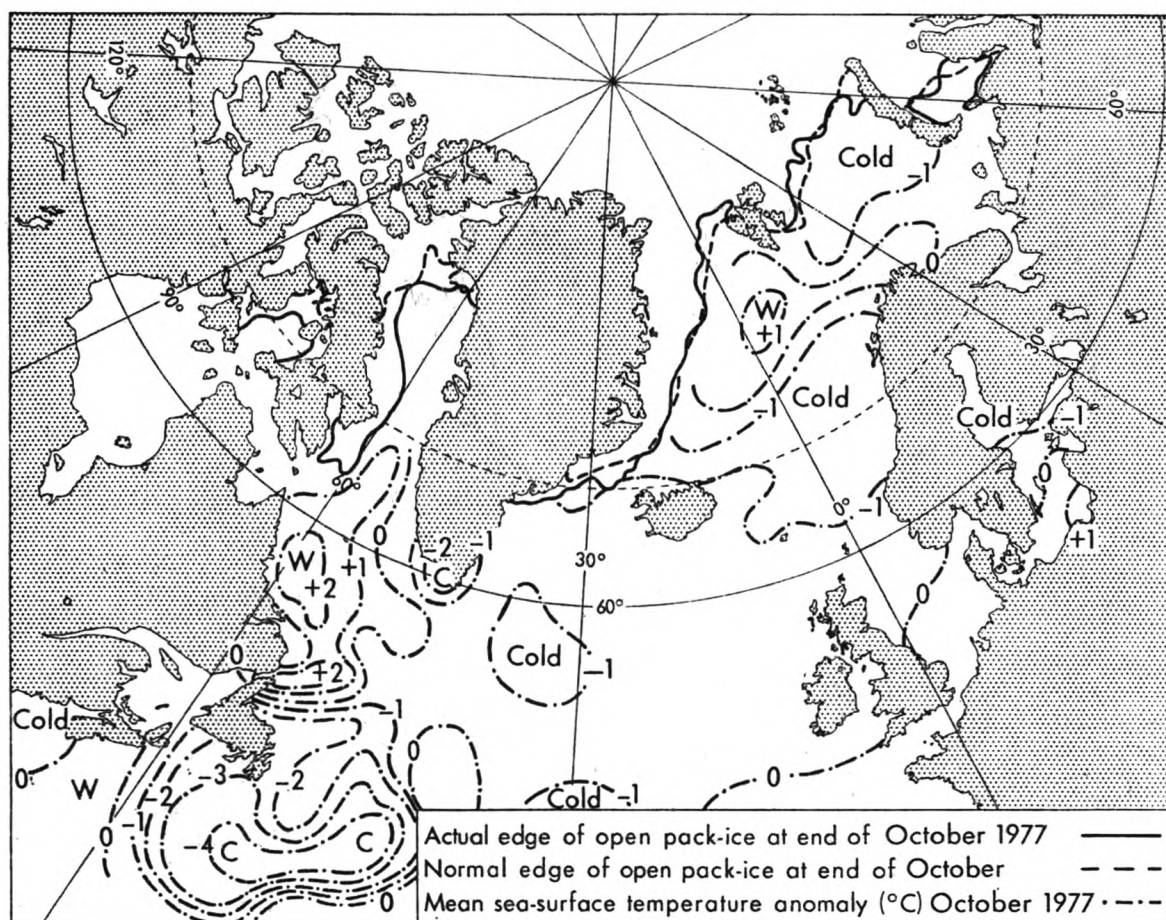 120°
60°
Cold
-1
90°
0
W
+1
30°
-1
Cold
Cold
-1
0
60°
0
-2
-1
0°
-1
W
+1
C
30°
+1
+2
60°
0
0
Cold
-1
+2
Cold
-1
0
-3
-2
0
0
W
-2
Cold
-1
0
-1
-4
C
C
0
Actual edge of open pack-ice at end of October 1977
Normal edge of open pack-ice at end of October
Mean sea-surface temperature anomaly (°C) October 1977